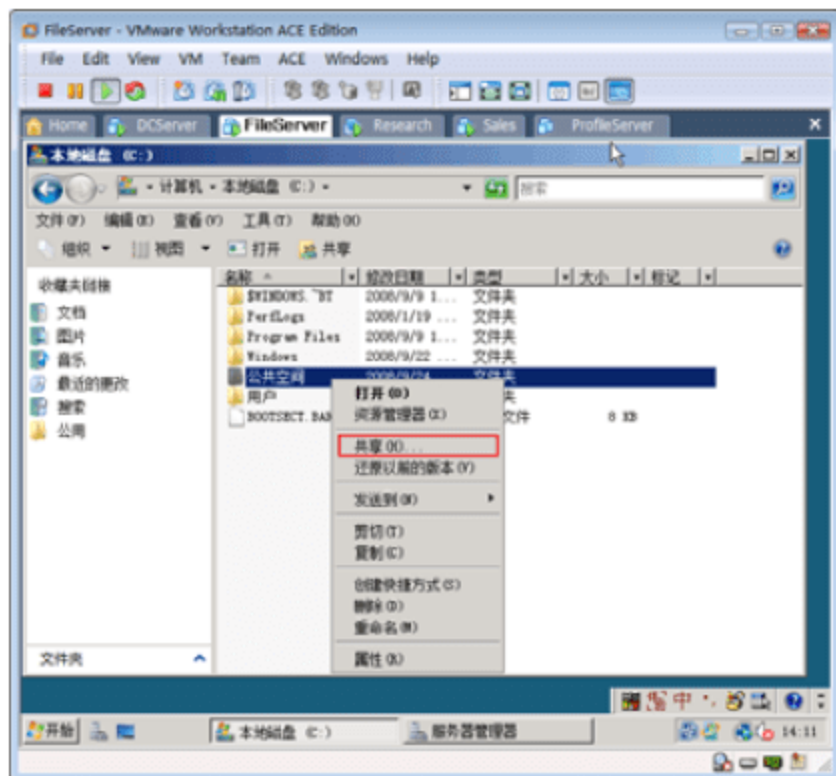 FileServer - VMware Workstation ACE Edition
File Edit View VM Team ACE Windows Help
Home DCServer FileServer Research Sales ProfileServer
本地磁盘 (C:)
计算机 本地磁盘 (C:) 搜索
文件(F) 编辑(E) 查看(V) 工具(T) 帮助(H)
组织 视图 打开 共享
收藏夹链接
文档
图片
音乐
最近的更改
搜索
公用
文件夹
名称 修改日期 类型 大小 标记
$WINDOWS.~BT 2008/9/9 1... 文件夹
PerfLogs 2008/1/19 ... 文件夹
Program Files 2008/9/9 1... 文件夹
Windows 2008/9/22 ... 文件夹
公共空间 2008/9/24 文件夹
用户 夹
BOOTSECT.BAK 文件 8 KB
打开(O)
资源管理器(X)
共享(H)...
还原以前的版本(V)
发送到(N)
剪切(T)
复制(C)
创建快捷方式(S)
删除(D)
重命名(M)
属性(R)
中
开始 本地磁盘 (C:) 服务器管理器 14:11